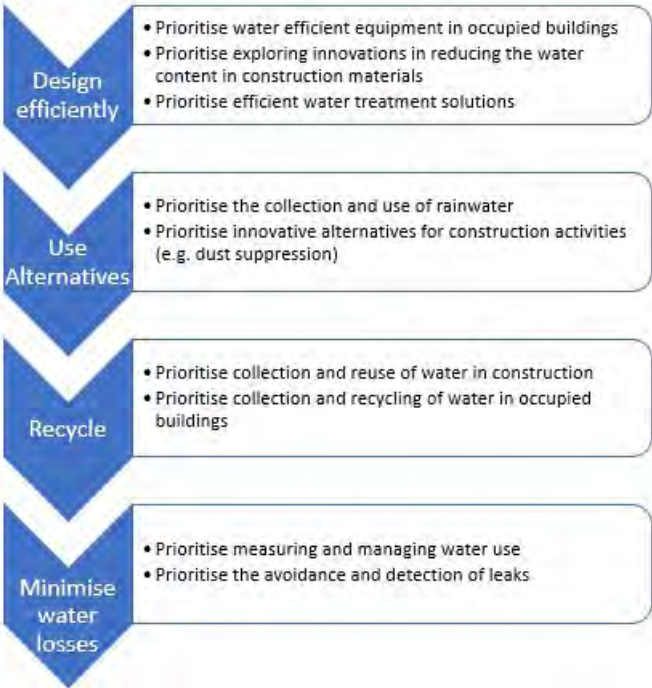 Design
efficiently
• Prioritise water efficient equipment in occupied buildings
• Prioritise exploring innovations in reducing the water
content in construction materials
• Prioritise efficient water treatment solutions
Use
Alternatives
• Prioritise the collection and use of rainwater
• Prioritise innovative alternatives for construction activities
(e.g. dust suppression)
Recycle
• Prioritise collection and reuse of water in construction
• Prioritise collection and recycling of water in occupied
buildings
Minimise
water
losses
• Prioritise measuring and managing water use
• Prioritise the avoidance and detection of leaks